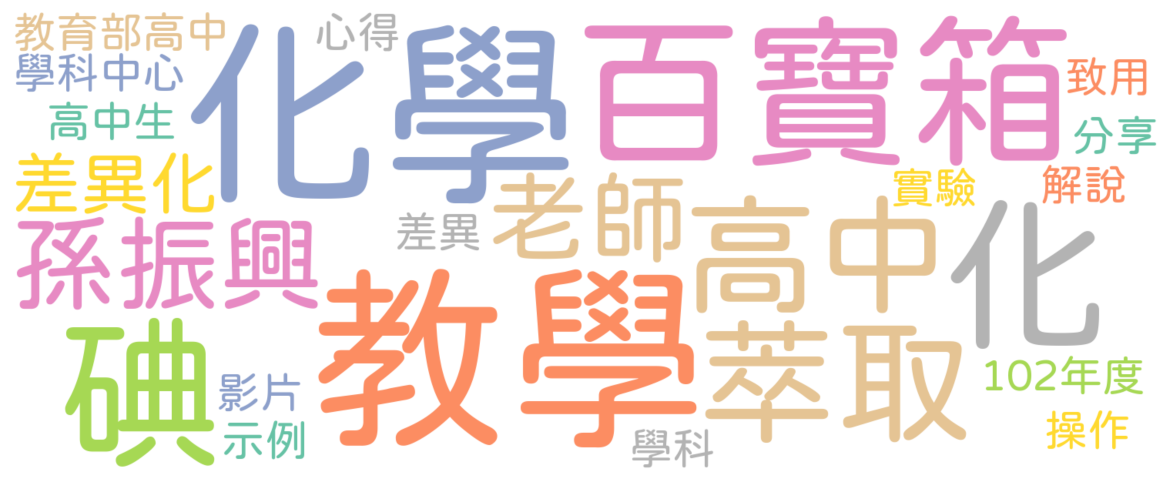 教育部高中
心得
化學
百寶箱
學科中心
致用
高中生
分享
差異化
老師
實驗
解說
差異
高中
化
孫振興
教學
碘
萃取
影片
102年度
示例
學科
操作